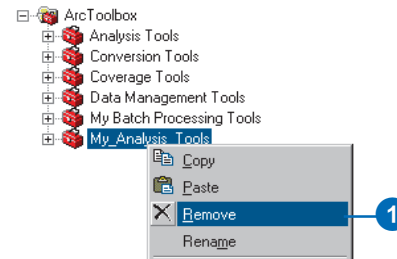 ArcToolbox
Analysis Tools
Conversion Tools
Coverage Tools
Data Management Tools
My Batch Processing Tools
My_Analysis_Tools
Copy
Paste
Remove
1
Rename